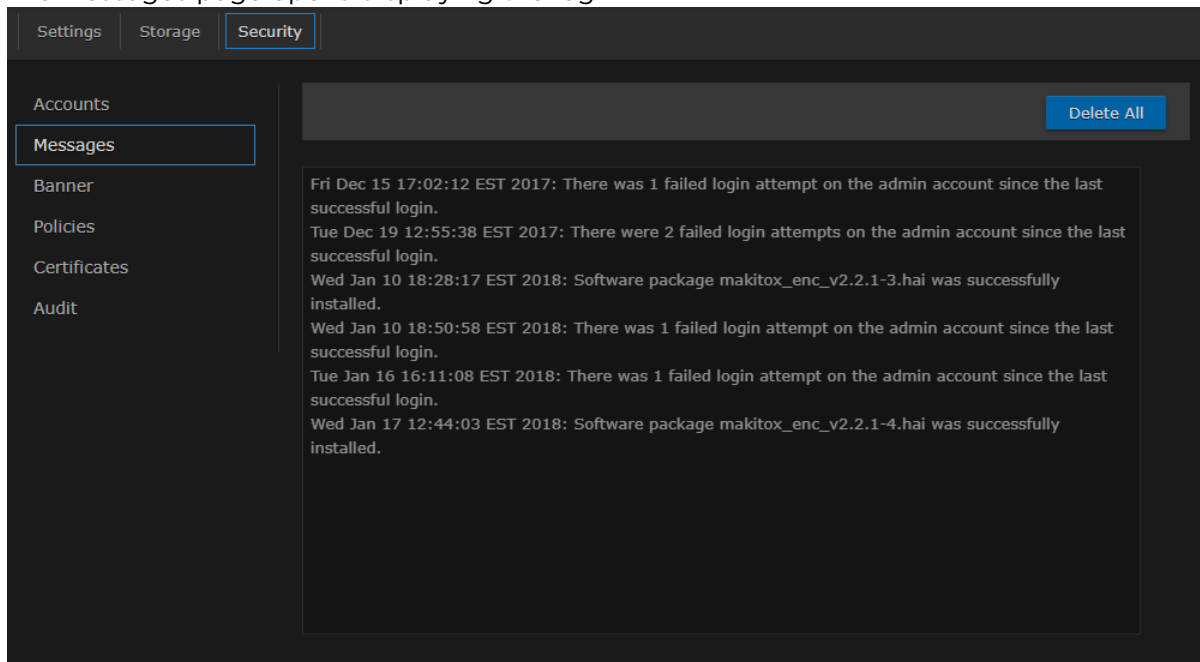 Settings
Storage
Security
Accounts
Messages
Banner
Policies
Certificates
Audit
Delete All
Fri Dec 15 17:02:12 EST 2017: There was 1 failed login attempt on the admin account since the last
successful login.
Tue Dec 19 12:55:38 EST 2017: There were 2 failed login attempts on the admin account since the last
successful login.
Wed Jan 10 18:28:17 EST 2018: Software package makitox_enc_v2.2.1-3.hai was successfully
installed.
Wed Jan 10 18:50:58 EST 2018: There was 1 failed login attempt on the admin account since the last
successful login.
Tue Jan 16 16:11:08 EST 2018: There was 1 failed login attempt on the admin account since the last
successful login.
Wed Jan 17 12:44:03 EST 2018: Software package makitox_enc_v2.2.1-4.hai was successfully
installed.